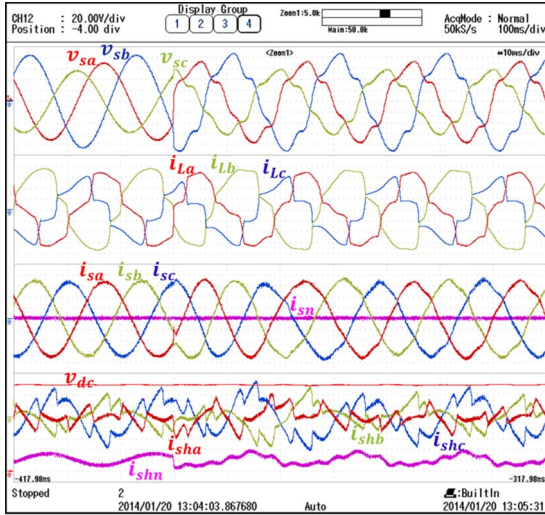 CH12 : 20.00V/div
Position : -4.00 div
Display Group
1 2 3 4
Zoom1:5.0k
Main:50.0k
AcqMode : Normal
50kS/s 100ms/div
<Zoom1>
↔10ms/div
v_sa v_sb v_sc
i_La i_Lb i_Lc
i_sa i_sb i_sc i_sn
v_dc
i_sha i_shb i_shc
i_shn
-417.98ms
-317.98ms
Stopped 2 :BuiltIn
2014/01/20 13:04:03.867680 Auto 2014/01/20 13:05:31